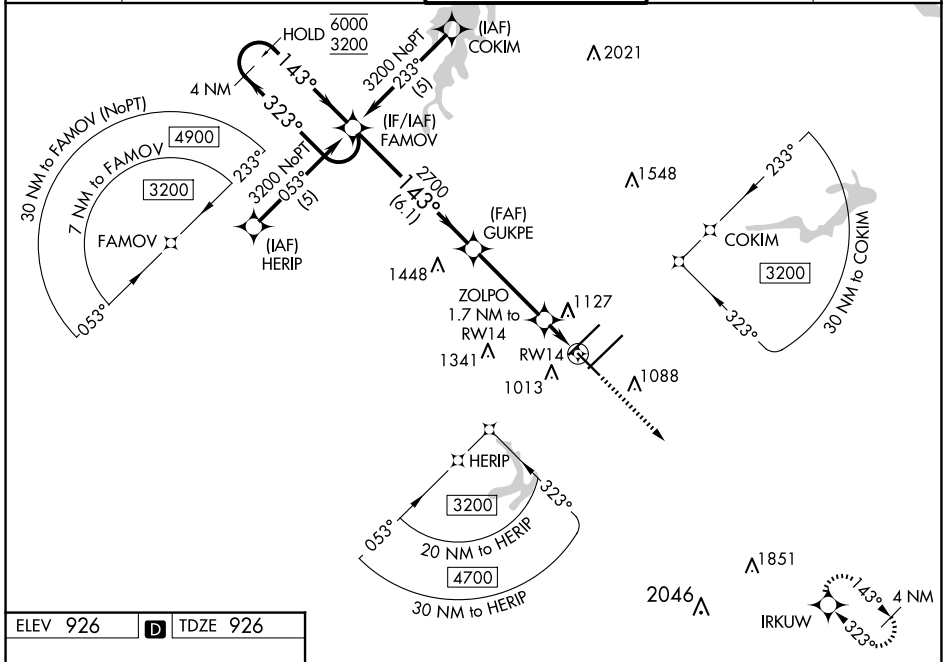 HOLD 6000
3200
(IAF)
COKIM
3200 NoPT
233°
(5)
2021
143°
4 NM
323°
(IF/IAF)
FAMOV
30 NM to FAMOV (NoPT)
4900
7 NM to FAMOV
233°
3200
FAMOV
053°
3200 NoPT
053°
(5)
(IAF)
HERIP
2700
143°
(6.1)
1548
(FAF)
GUKPE
1448
233°
COKIM
3200
323°
30 NM to COKIM
ZOLPO
1.7 NM to
RW14
1127
1341
RW14
1013
1088
HERIP
3200
053°
323°
20 NM to HERIP
4700
30 NM to HERIP
1851
2046
143°
4 NM
IRKUW
323°
ELEV 926 D TDZE 926